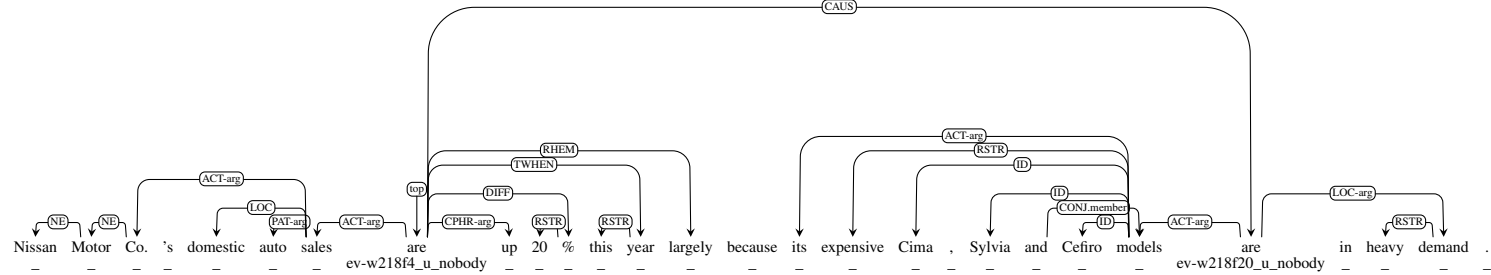 CAUS
ACT-arg
RHEM RSTR
TWHEN ID
ACT-arg top
DIFF ID LOC-arg
LOC CONJ.member
NE NE PAT-arg ACT-arg CPHR-arg RSTR RSTR ID ACT-arg RSTR
Nissan Motor Co. 's domestic auto sales are up 20 % this year largely because its expensive Cima , Sylvia and Cefiro models are in heavy demand .
_ _ _ _ _ _ _ ev-w218f4_u_nobody _ _ _ _ _ _ _ _ _ _ _ _ _ _ _ ev-w218f20_u_nobody _ _ _ _